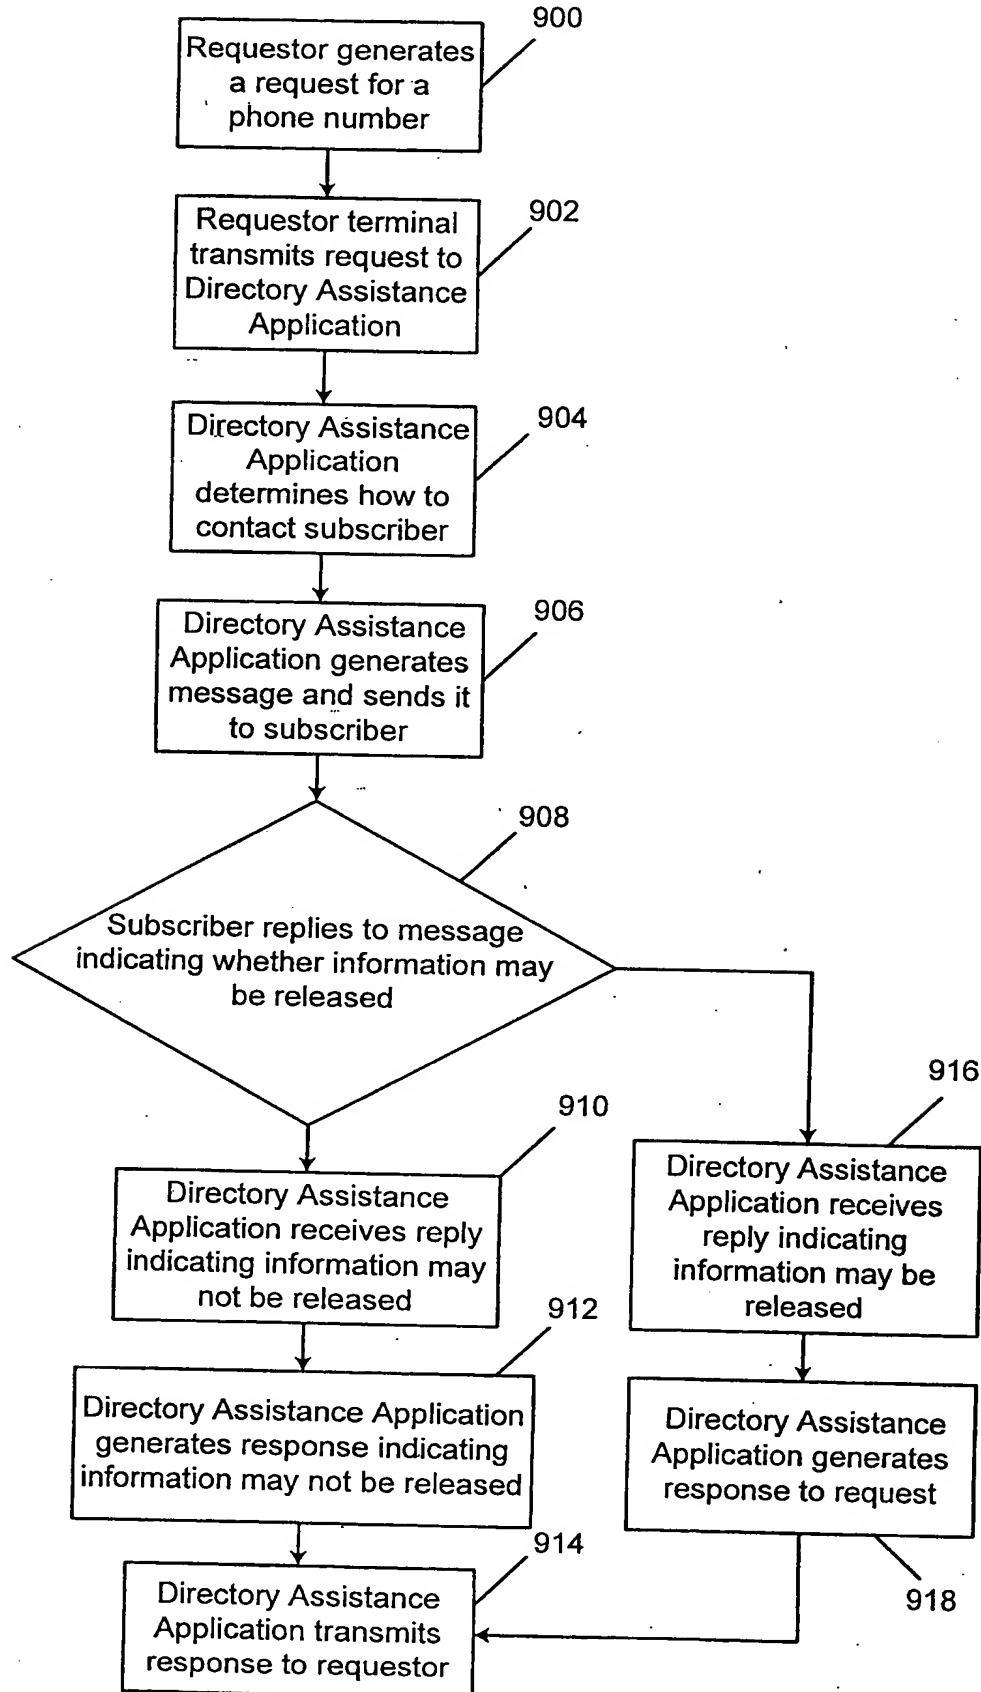 900
Requestor generates
a request for a
phone number
902
Requestor terminal
transmits request to
Directory Assistance
Application
904
Directory Assistance
Application
determines how to
contact subscriber
906
Directory Assistance
Application generates
message and sends it
to subscriber
908
Subscriber replies to message
indicating whether information may
be released
910
Directory Assistance
Application receives reply
indicating information may
not be released
916
Directory Assistance
Application receives
reply indicating
information may be
released
912
Directory Assistance Application
generates response indicating
information may not be released
Directory Assistance
Application generates
response to request
918
914
Directory Assistance
Application transmits
response to requestor